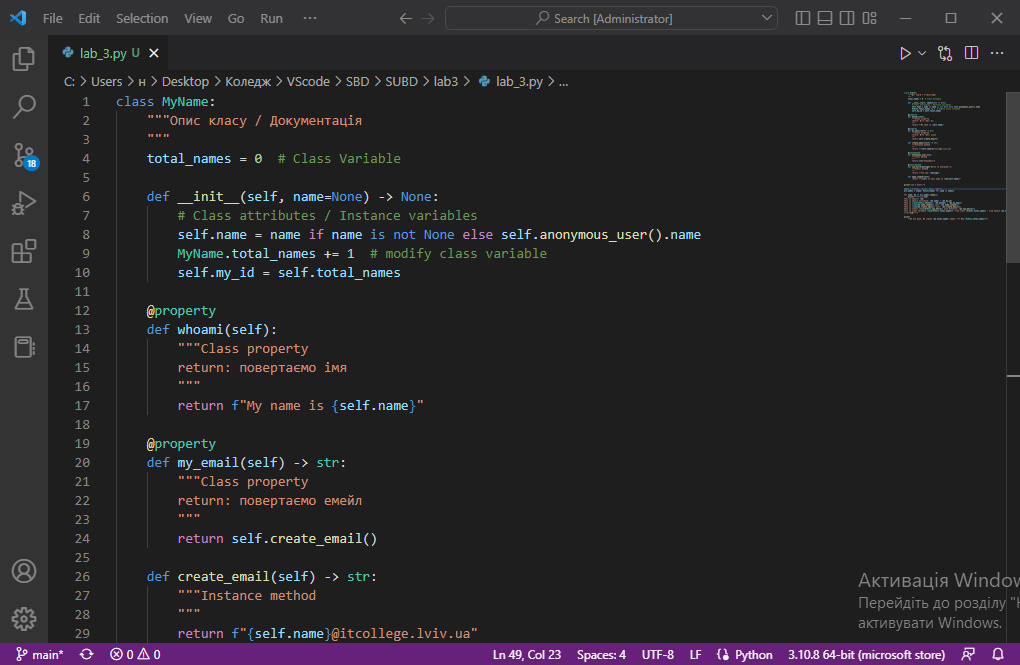 File Edit Selection View Go Run ··· Search [Administrator]
lab_3.py U
C: > Users > н > Desktop > Коледж > VScode > SBD > SUBD > lab3 > lab_3.py > ...
1 class MyName:
2 """Опис класу / Документація
3 """
4 total_names = 0  # Class Variable
5
6 def __init__(self, name=None) -> None:
7 # Class attributes / Instance variables
8 self.name = name if name is not None else self.anonymous_user().name
9 MyName.total_names += 1  # modify class variable
10 self.my_id = self.total_names
11
12 @property
13 def whoami(self):
14 """Class property
15 return: повертаємо імя
16 """
17 return f"My name is {self.name}"
18
19 @property
20 def my_email(self) -> str:
21 """Class property
22 return: повертаємо емейл
23 """
24 return self.create_email()
25
26 def create_email(self) -> str:
27 """Instance method
28 """
29 return f"{self.name}@itcollege.lviv.ua"
18
Активація Window
Перейдіть до розділу "Н
активувати Windows.
main* 0 0 Ln 49, Col 23 Spaces: 4 UTF-8 LF Python 3.10.8 64-bit (microsoft store)